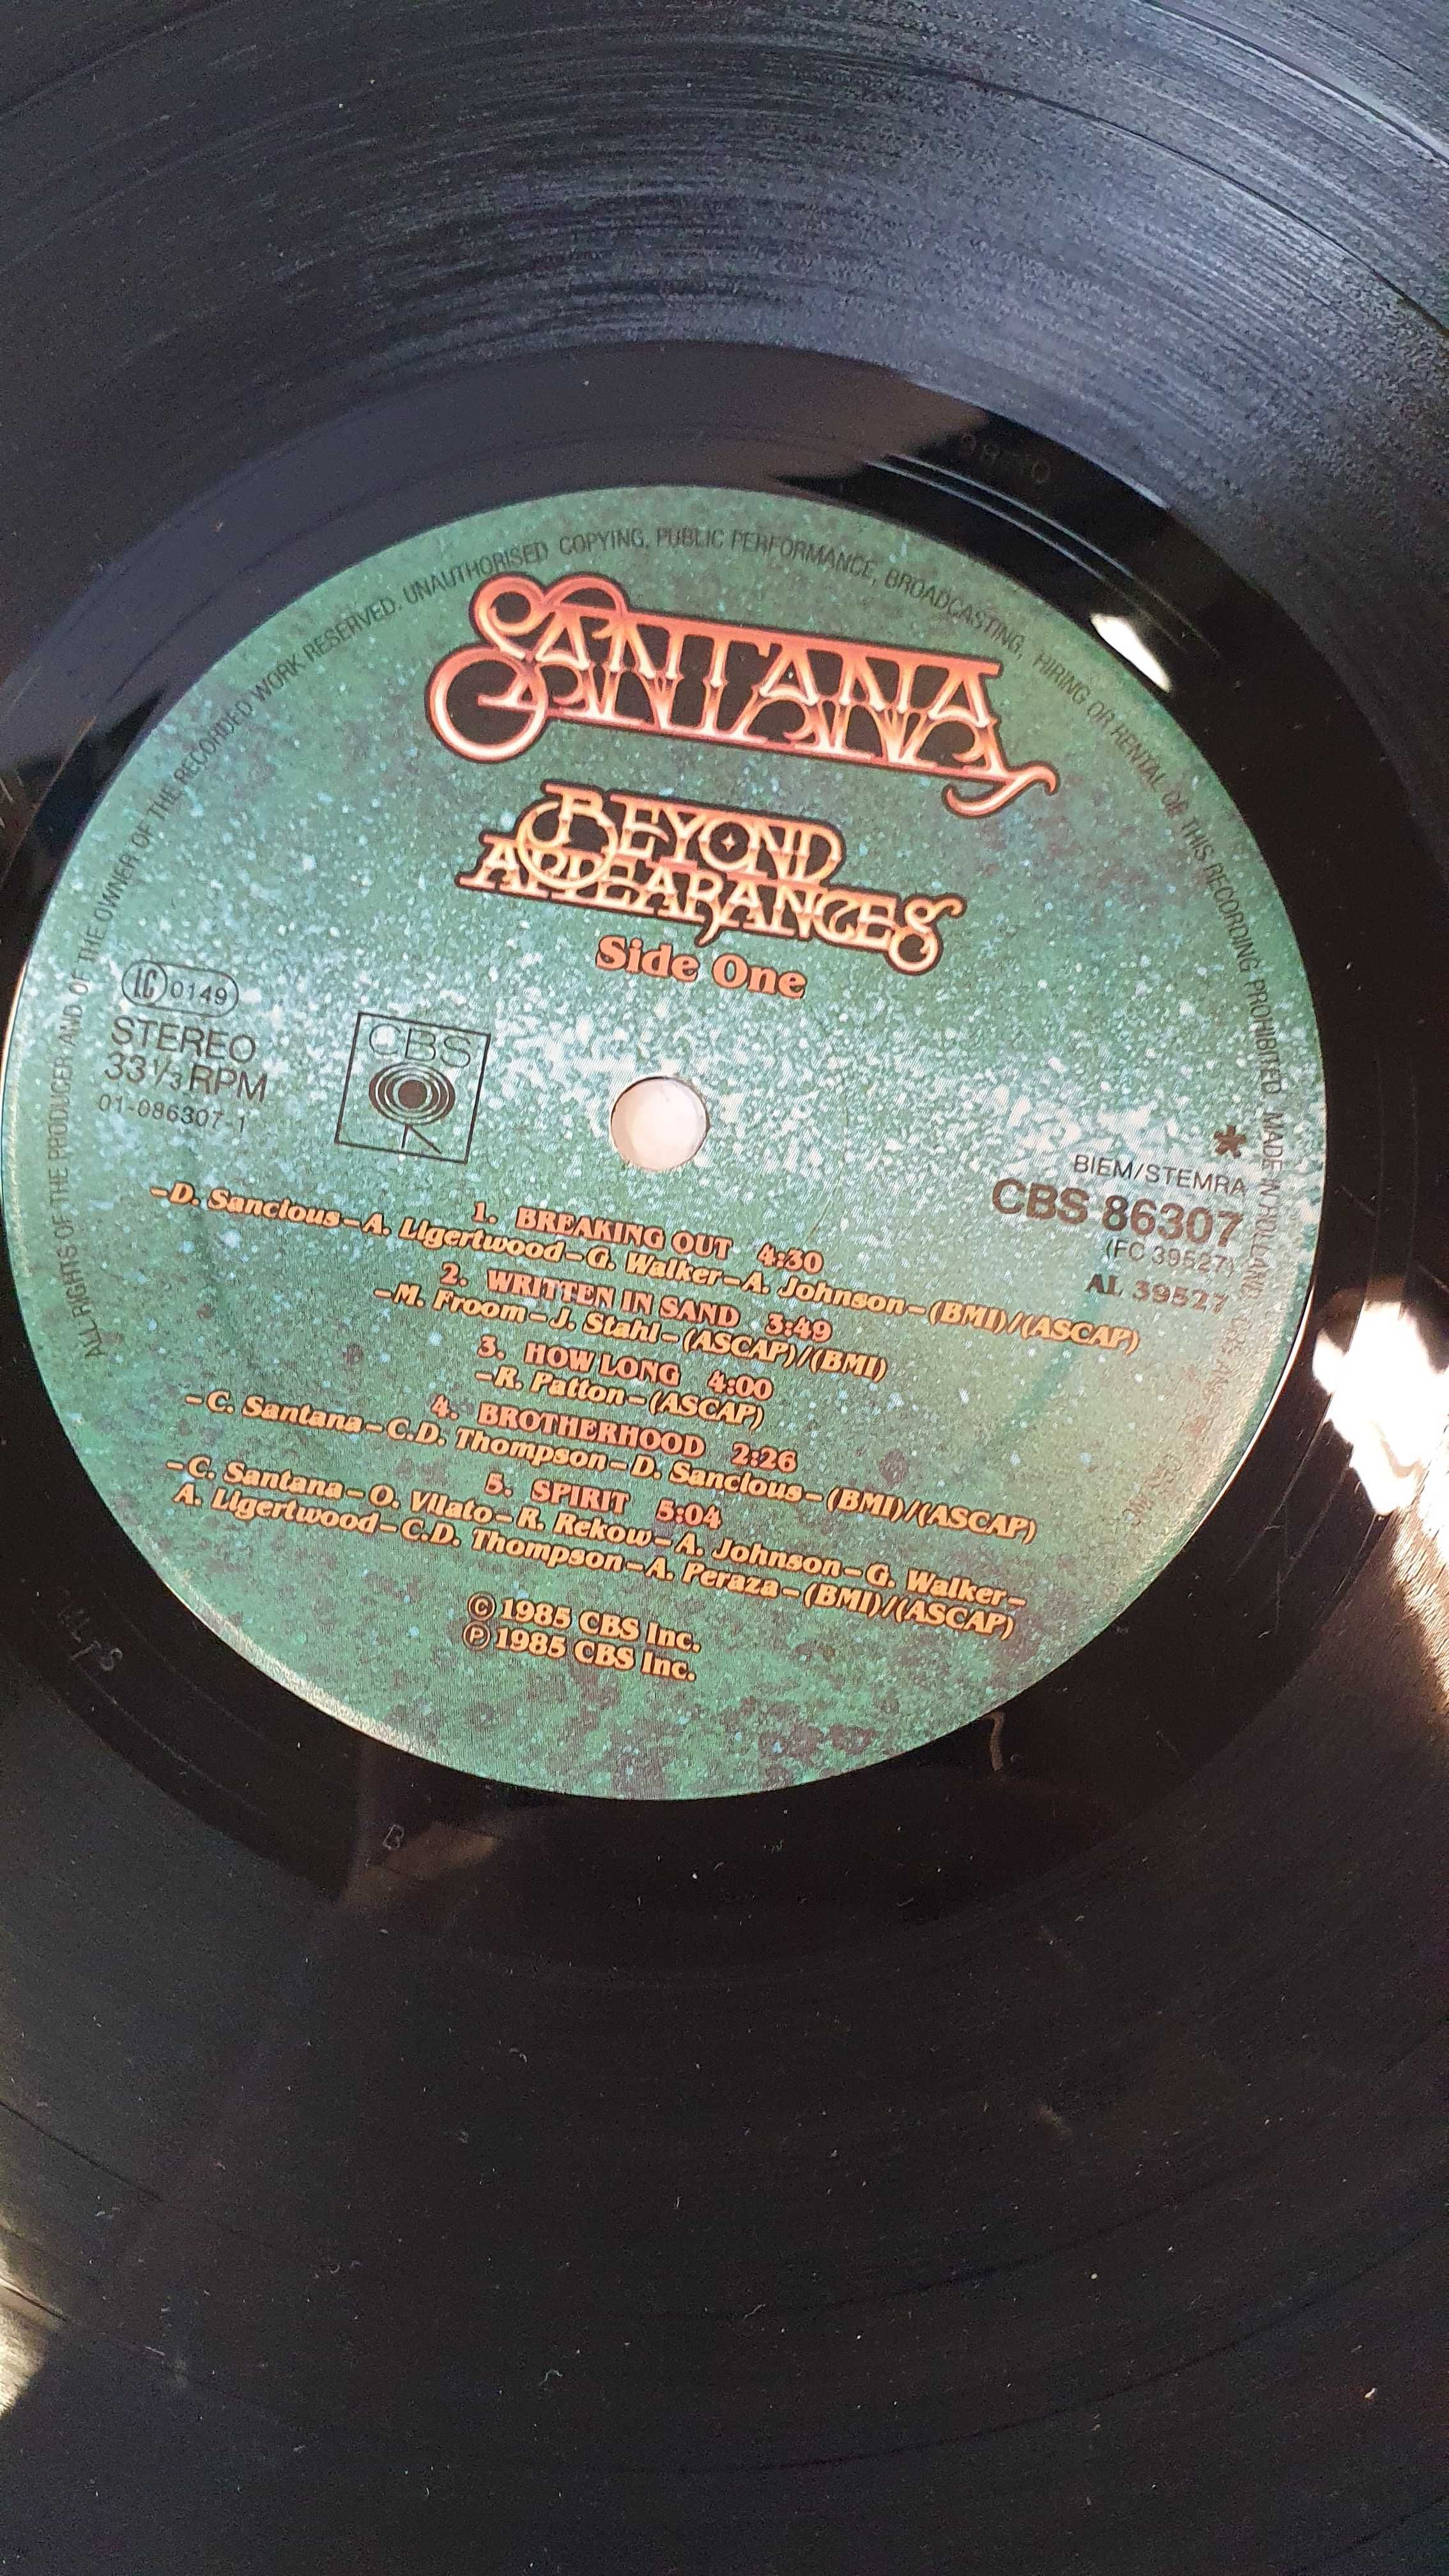 ALL RIGHTS OF THE PRODUCER AND OF THE OWNER OF THE RECORDED WORK RESERVED. UNAUTHORISED COPYING, PUBLIC PERFORMANCE, BROADCASTING, HIRING OR RENTAL OF THIS RECORDING PROHIBITED. MADE IN HOLLAND
SANTANA
BEYOND
APPEARANCES
Side One
LC 0149
STEREO
33 1/3 RPM
01-086307-1
CBS
*
BIEM/STEMRA
CBS 86307
(FC 39527)
AL 39527
1. BREAKING OUT 4:30
–D. Sancious–A. Ligertwood–G. Walker–A. Johnson–(BMI)/(ASCAP)
2. WRITTEN IN SAND 3:49
–M. Froom–J. Stahl–(ASCAP)/(BMI)
3. HOW LONG 4:00
–R. Patton–(ASCAP)
4. BROTHERHOOD 2:26
–C. Santana–C.D. Thompson–D. Sancious–(BMI)/(ASCAP)
5. SPIRIT 5:04
–C. Santana–O. Vilato–R. Rekow–A. Johnson–G. Walker–
A. Ligertwood–C.D. Thompson–A. Peraza–(BMI)/(ASCAP)
© 1985 CBS Inc.
℗ 1985 CBS Inc.
B